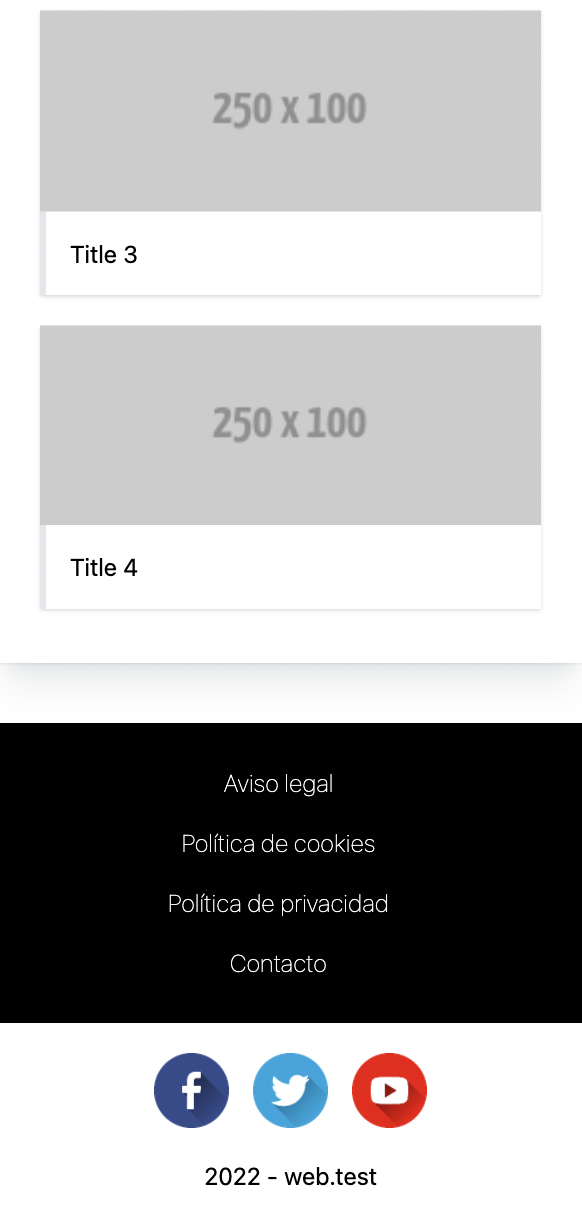 250 x 100
Title 3
250 x 100
Title 4
Aviso legal
Política de cookies
Política de privacidad
Contacto
2022 - web.test